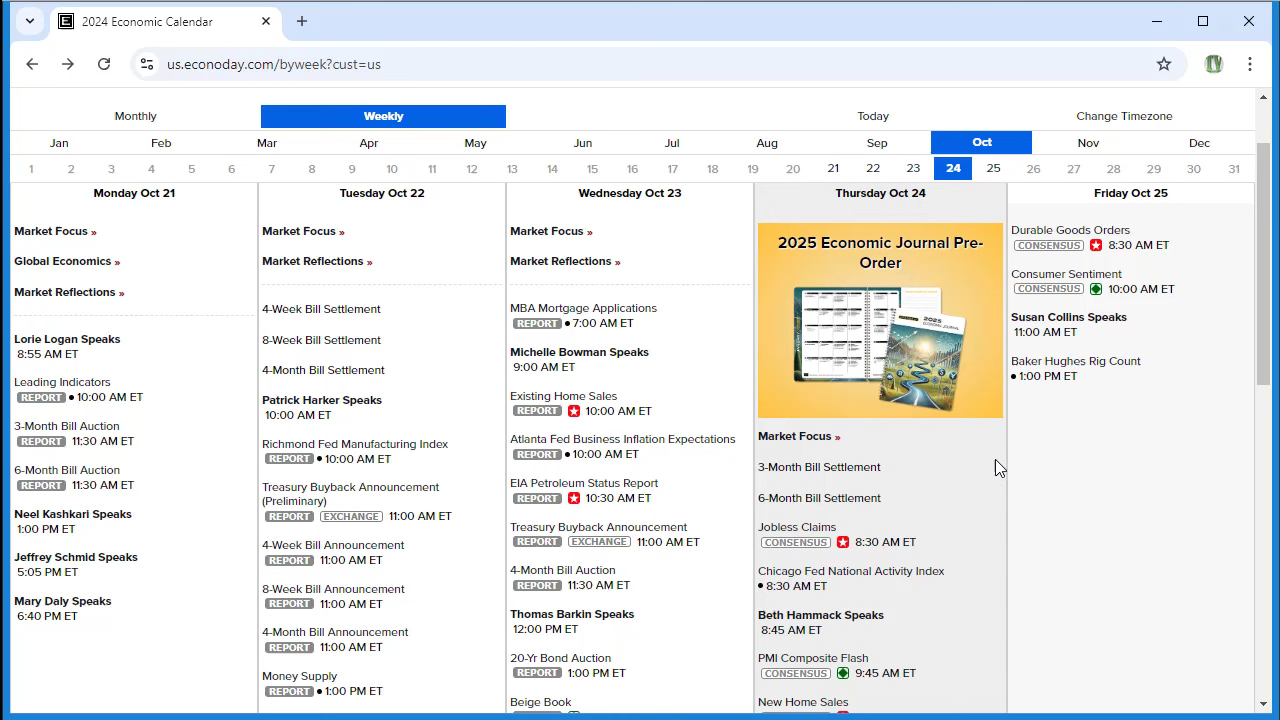 2024 Economic Calendar
us.econoday.com/byweek?cust=us
Monthly
Weekly
Today
Change Timezone
Jan Feb Mar Apr May Jun Jul Aug Sep Oct Nov Dec
1 2 3 4 5 6 7 8 9 10 11 12 13 14 15 16 17 18 19 20 21 22 23 24 25 26 27 28 29 30 31
Monday Oct 21
Market Focus »
Global Economics »
Market Reflections »
Lorie Logan Speaks
8:55 AM ET
Leading Indicators
REPORT 10:00 AM ET
3-Month Bill Auction
REPORT 11:30 AM ET
6-Month Bill Auction
REPORT 11:30 AM ET
Neel Kashkari Speaks
1:00 PM ET
Jeffrey Schmid Speaks
5:05 PM ET
Mary Daly Speaks
6:40 PM ET
Tuesday Oct 22
Market Focus »
Market Reflections »
4-Week Bill Settlement
8-Week Bill Settlement
4-Month Bill Settlement
Patrick Harker Speaks
10:00 AM ET
Richmond Fed Manufacturing Index
REPORT 10:00 AM ET
Treasury Buyback Announcement
(Preliminary)
REPORT EXCHANGE 11:00 AM ET
4-Week Bill Announcement
REPORT 11:00 AM ET
8-Week Bill Announcement
REPORT 11:00 AM ET
4-Month Bill Announcement
REPORT 11:00 AM ET
Money Supply
REPORT 1:00 PM ET
Wednesday Oct 23
Market Focus »
Market Reflections »
MBA Mortgage Applications
REPORT 7:00 AM ET
Michelle Bowman Speaks
9:00 AM ET
Existing Home Sales
REPORT 10:00 AM ET
Atlanta Fed Business Inflation Expectations
REPORT 10:00 AM ET
EIA Petroleum Status Report
REPORT 10:30 AM ET
Treasury Buyback Announcement
REPORT EXCHANGE 11:00 AM ET
4-Month Bill Auction
REPORT 11:30 AM ET
Thomas Barkin Speaks
12:00 PM ET
20-Yr Bond Auction
REPORT 1:00 PM ET
Beige Book
Thursday Oct 24
2025 Economic Journal Pre-
Order
2025
Market Focus »
3-Month Bill Settlement
6-Month Bill Settlement
Jobless Claims
CONSENSUS 8:30 AM ET
Chicago Fed National Activity Index
8:30 AM ET
Beth Hammack Speaks
8:45 AM ET
PMI Composite Flash
CONSENSUS 9:45 AM ET
New Home Sales
Friday Oct 25
Durable Goods Orders
CONSENSUS 8:30 AM ET
Consumer Sentiment
CONSENSUS 10:00 AM ET
Susan Collins Speaks
11:00 AM ET
Baker Hughes Rig Count
1:00 PM ET